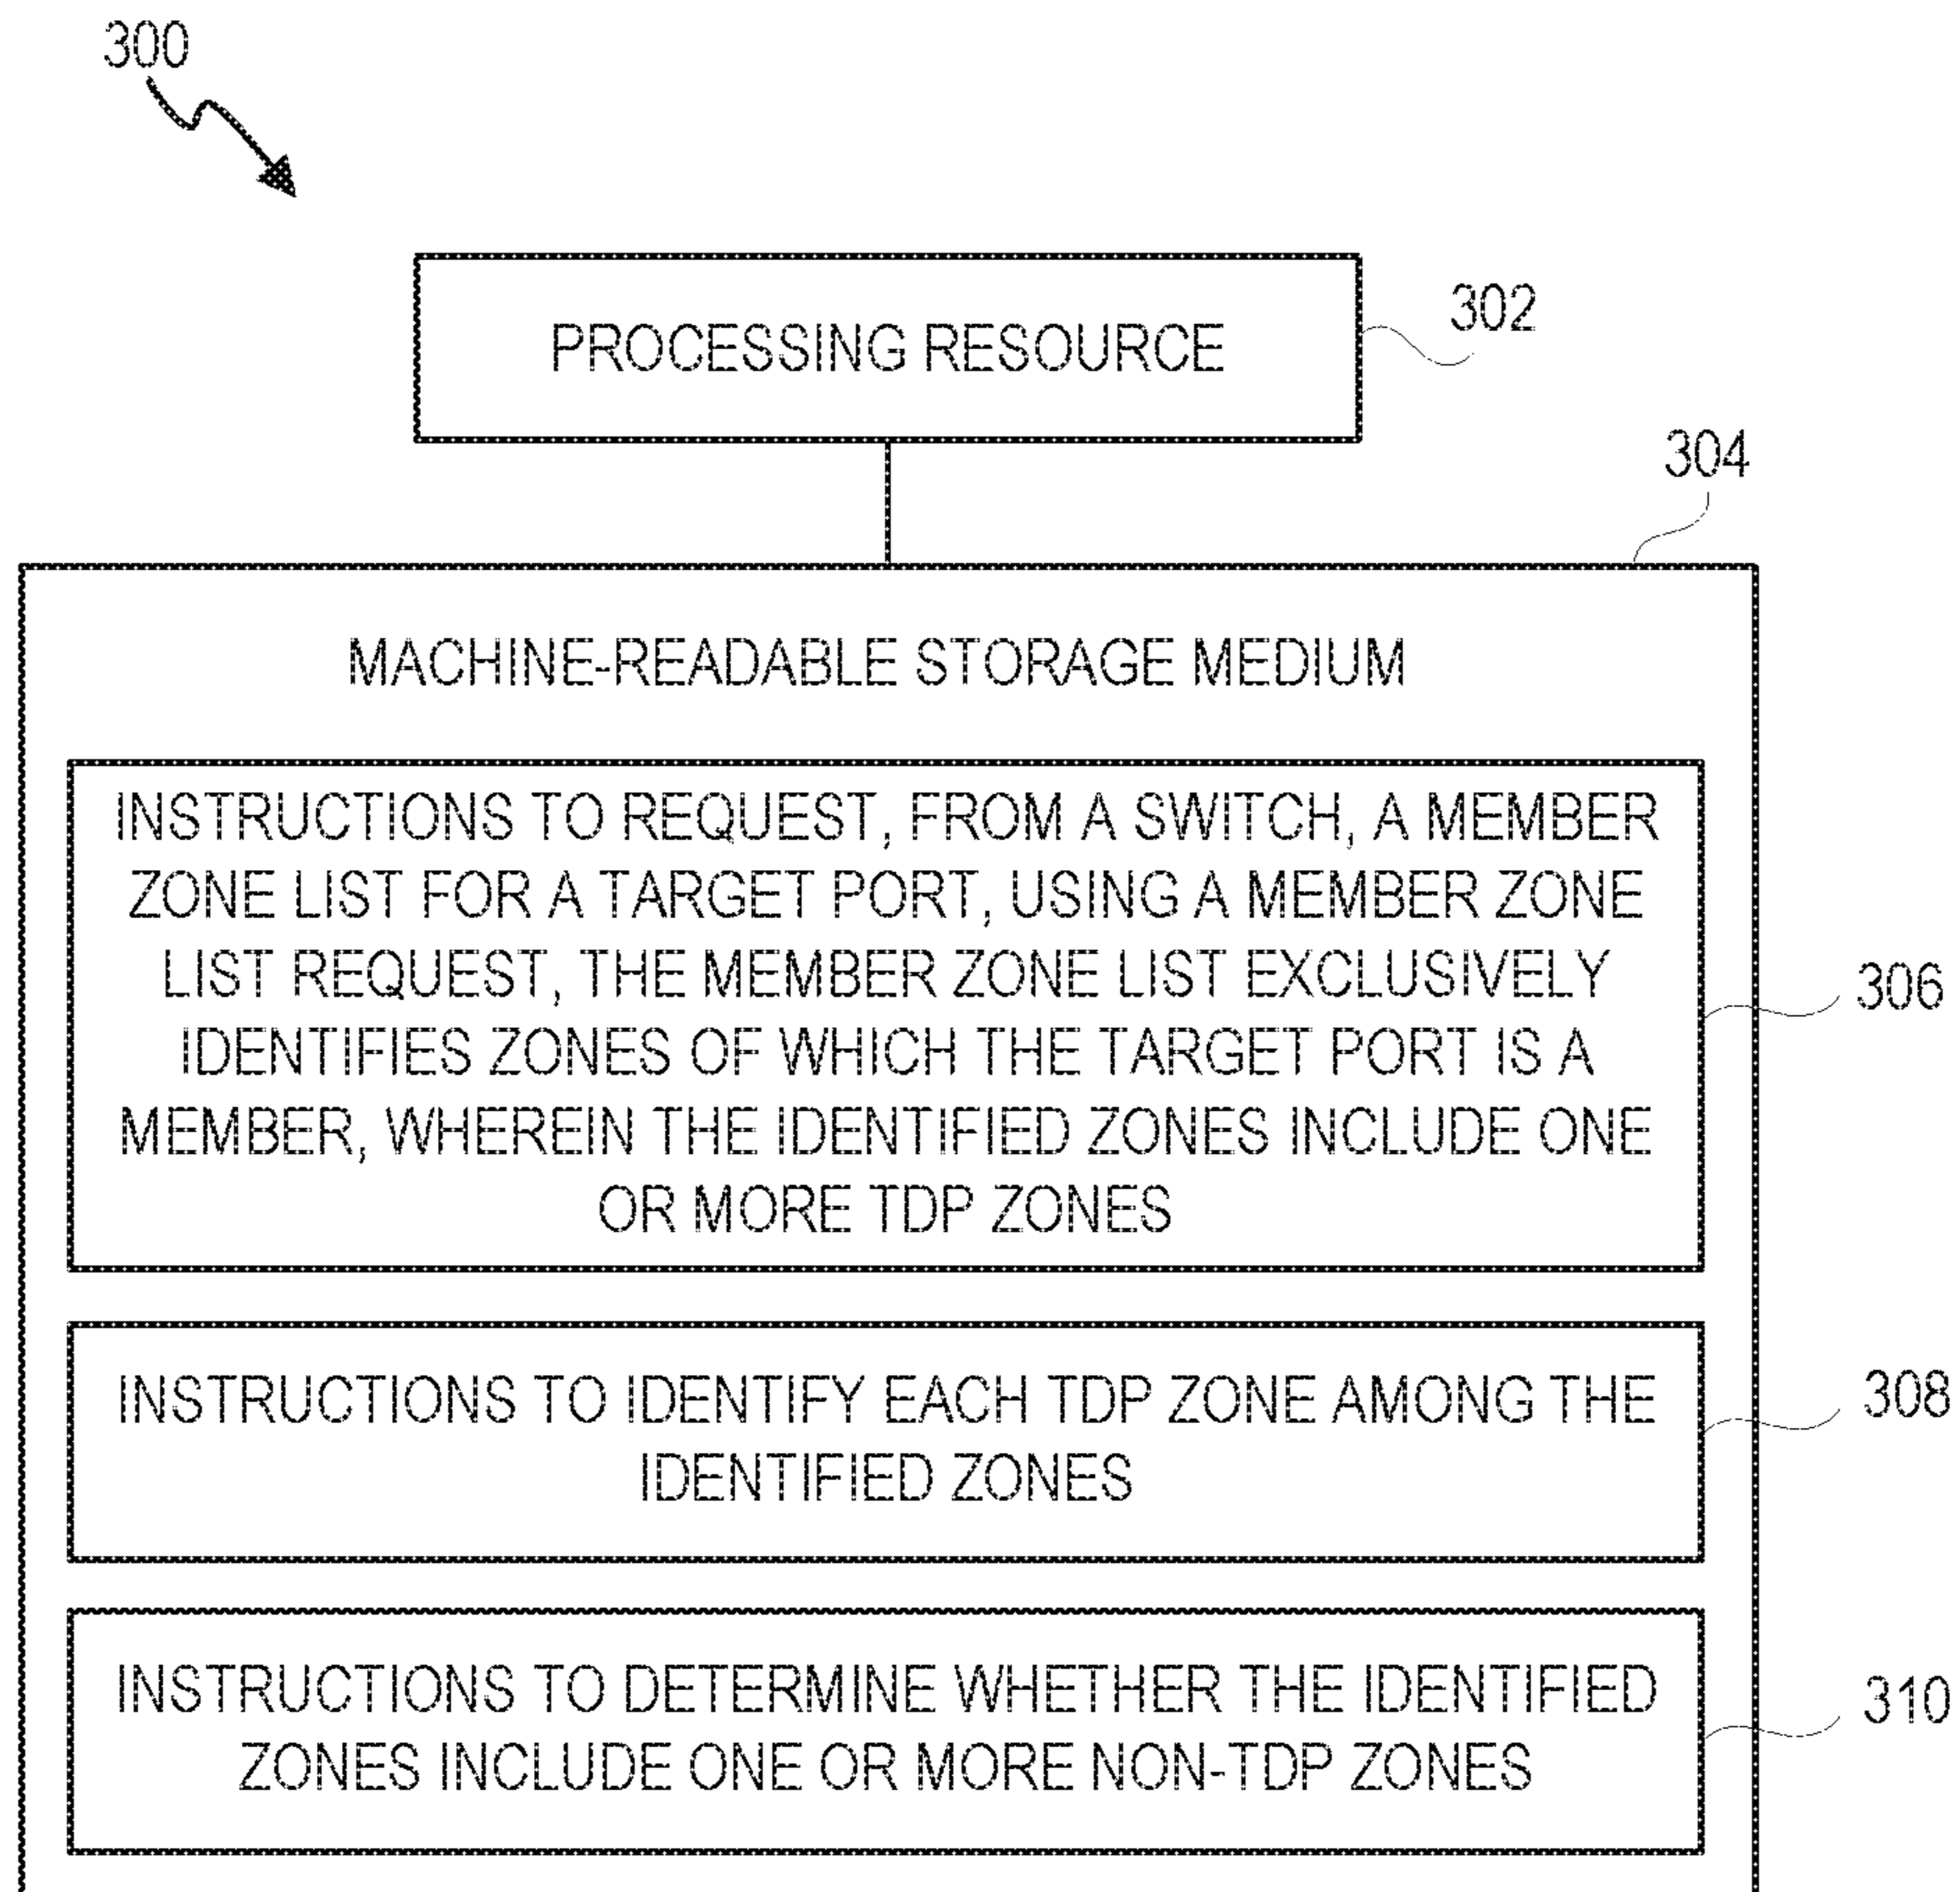 300
PROCESSING RESOURCE
302
304
MACHINE-READABLE STORAGE MEDIUM
INSTRUCTIONS TO REQUEST, FROM A SWITCH, A MEMBER
ZONE LIST FOR A TARGET PORT, USING A MEMBER ZONE
LIST REQUEST, THE MEMBER ZONE LIST EXCLUSIVELY
IDENTIFIES ZONES OF WHICH THE TARGET PORT IS A
MEMBER, WHEREIN THE IDENTIFIED ZONES INCLUDE ONE
OR MORE TDP ZONES
306
INSTRUCTIONS TO IDENTIFY EACH TDP ZONE AMONG THE
IDENTIFIED ZONES
308
INSTRUCTIONS TO DETERMINE WHETHER THE IDENTIFIED
ZONES INCLUDE ONE OR MORE NON-TDP ZONES
310